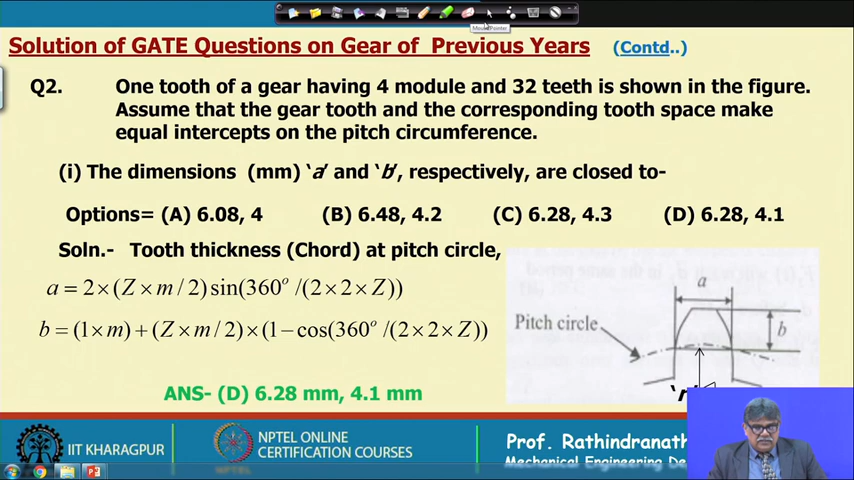 Solution of GATE Questions on Gear of Previous Years (Contd..)
Q2. One tooth of a gear having 4 module and 32 teeth is shown in the figure.
Assume that the gear tooth and the corresponding tooth space make
equal intercepts on the pitch circumference.
(i) The dimensions (mm) 'a' and 'b', respectively, are closed to-
Options= (A) 6.08, 4 (B) 6.48, 4.2 (C) 6.28, 4.3 (D) 6.28, 4.1
Soln.- Tooth thickness (Chord) at pitch circle,
a = 2×(Z×m/2)sin(360°/(2×2×Z))
b = (1×m)+(Z×m/2)×(1−cos(360°/(2×2×Z))
a
Pitch circle
b
'r'
ANS- (D) 6.28 mm, 4.1 mm
IIT KHARAGPUR
NPTEL ONLINE
CERTIFICATION COURSES
Prof. Rathindranath
Mechanical Engineering De